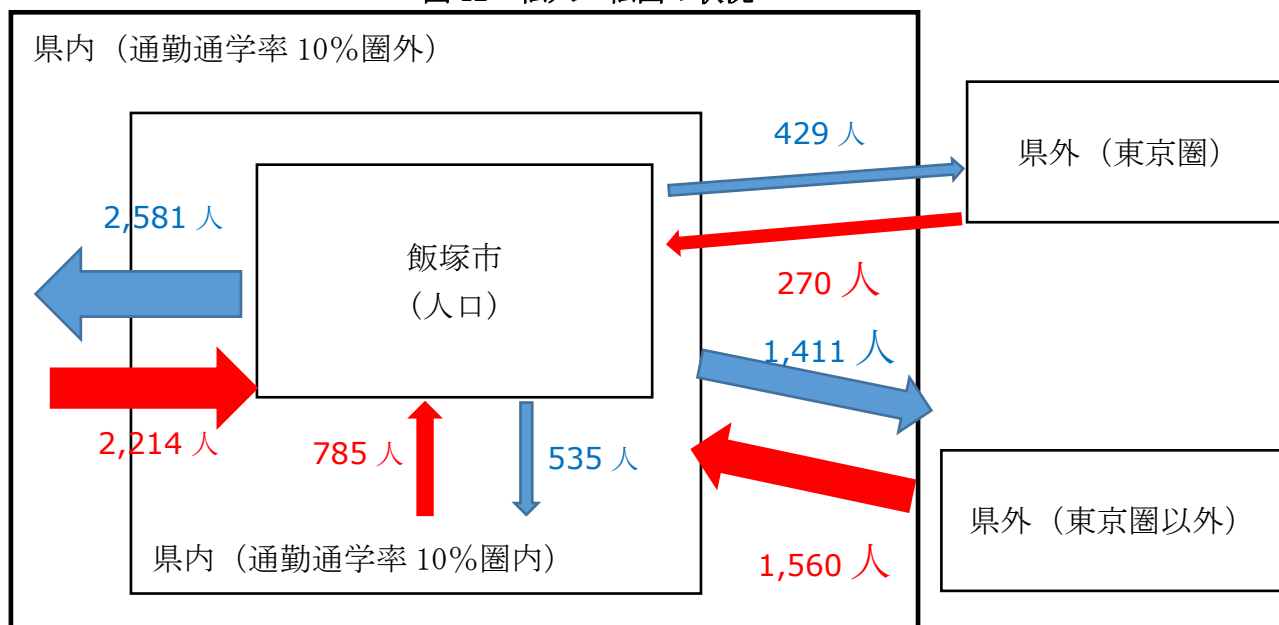 県内（通勤通学率 10％圏外）
429 人
県外（東京圏）
2,581 人
飯塚市
（人口）
270 人
1,411 人
2,214 人
785 人
535 人
県外（東京圏以外）
県内（通勤通学率 10％圏内）
1,560 人